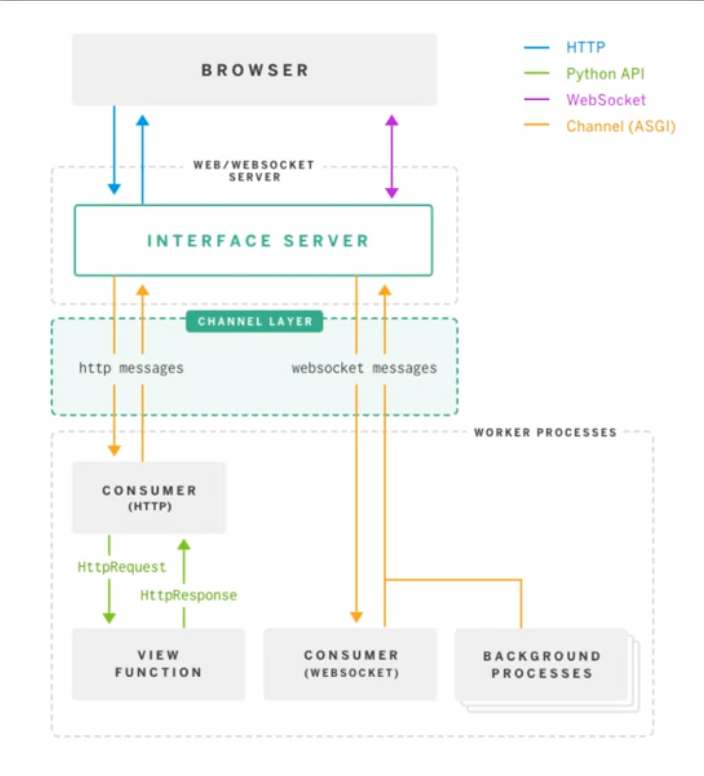 BROWSER
HTTP
Python API
WebSocket
Channel (ASGI)
WEB/WEBSOCKET
SERVER
INTERFACE SERVER
CHANNEL LAYER
http messages
websocket messages
WORKER PROCESSES
CONSUMER
(HTTP)
HttpRequest
HttpResponse
VIEW
FUNCTION
CONSUMER
(WEBSOCKET)
BACKGROUND
PROCESSES